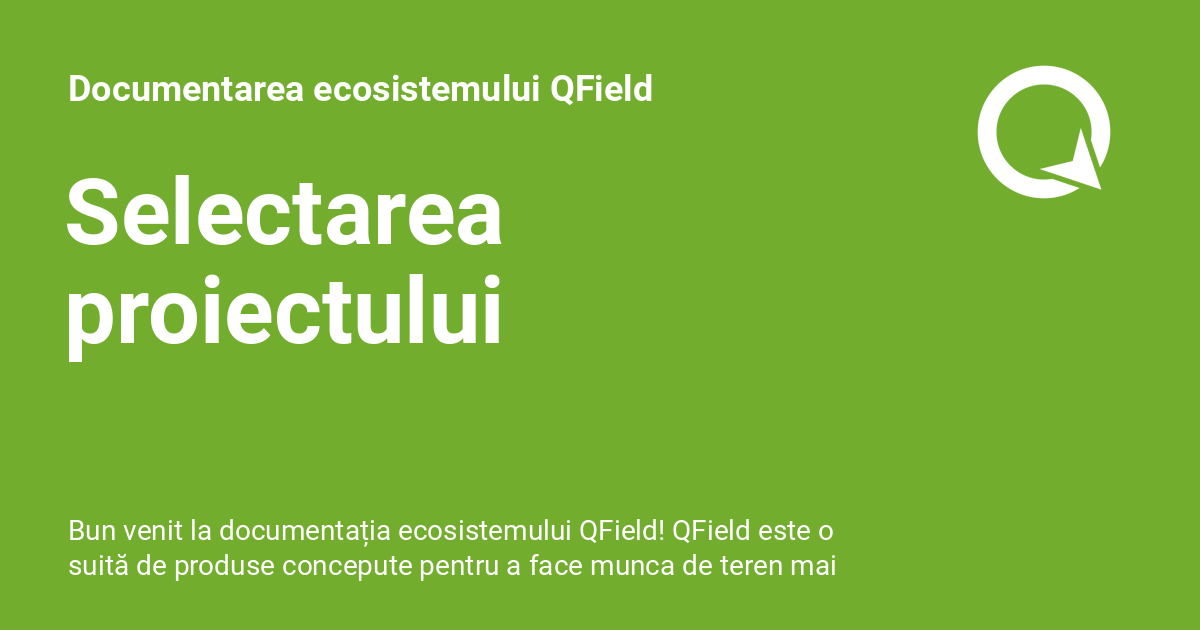 Documentarea ecosistemului QField
Selectarea
proiectului
Bun venit la documentația ecosistemului QField! QField este o
suită de produse concepute pentru a face munca de teren mai